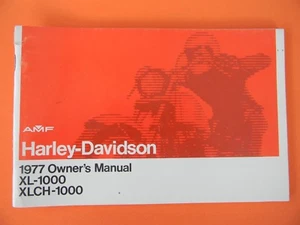 AMF
Harley-Davidson
1977 Owner's Manual
XL-1000
XLCH-1000